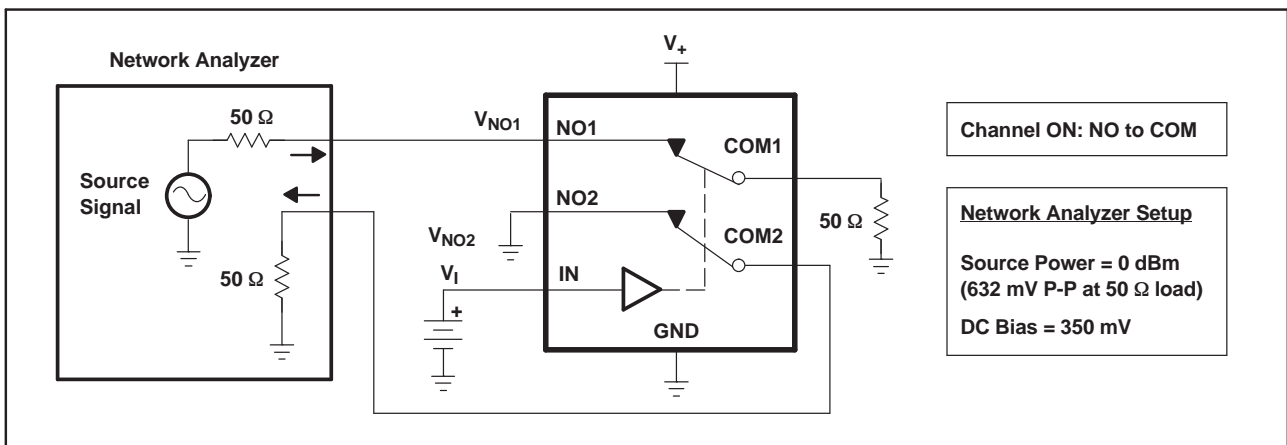 V+
Network Analyzer
50 Ω
VNO1
NO1
COM1
Source
Signal
NO2
50 Ω
COM2
VNO2
50 Ω
VI
IN
+
GND
Channel ON: NO to COM
Network Analyzer Setup
Source Power = 0 dBm
(632 mV P-P at 50 Ω load)
DC Bias = 350 mV